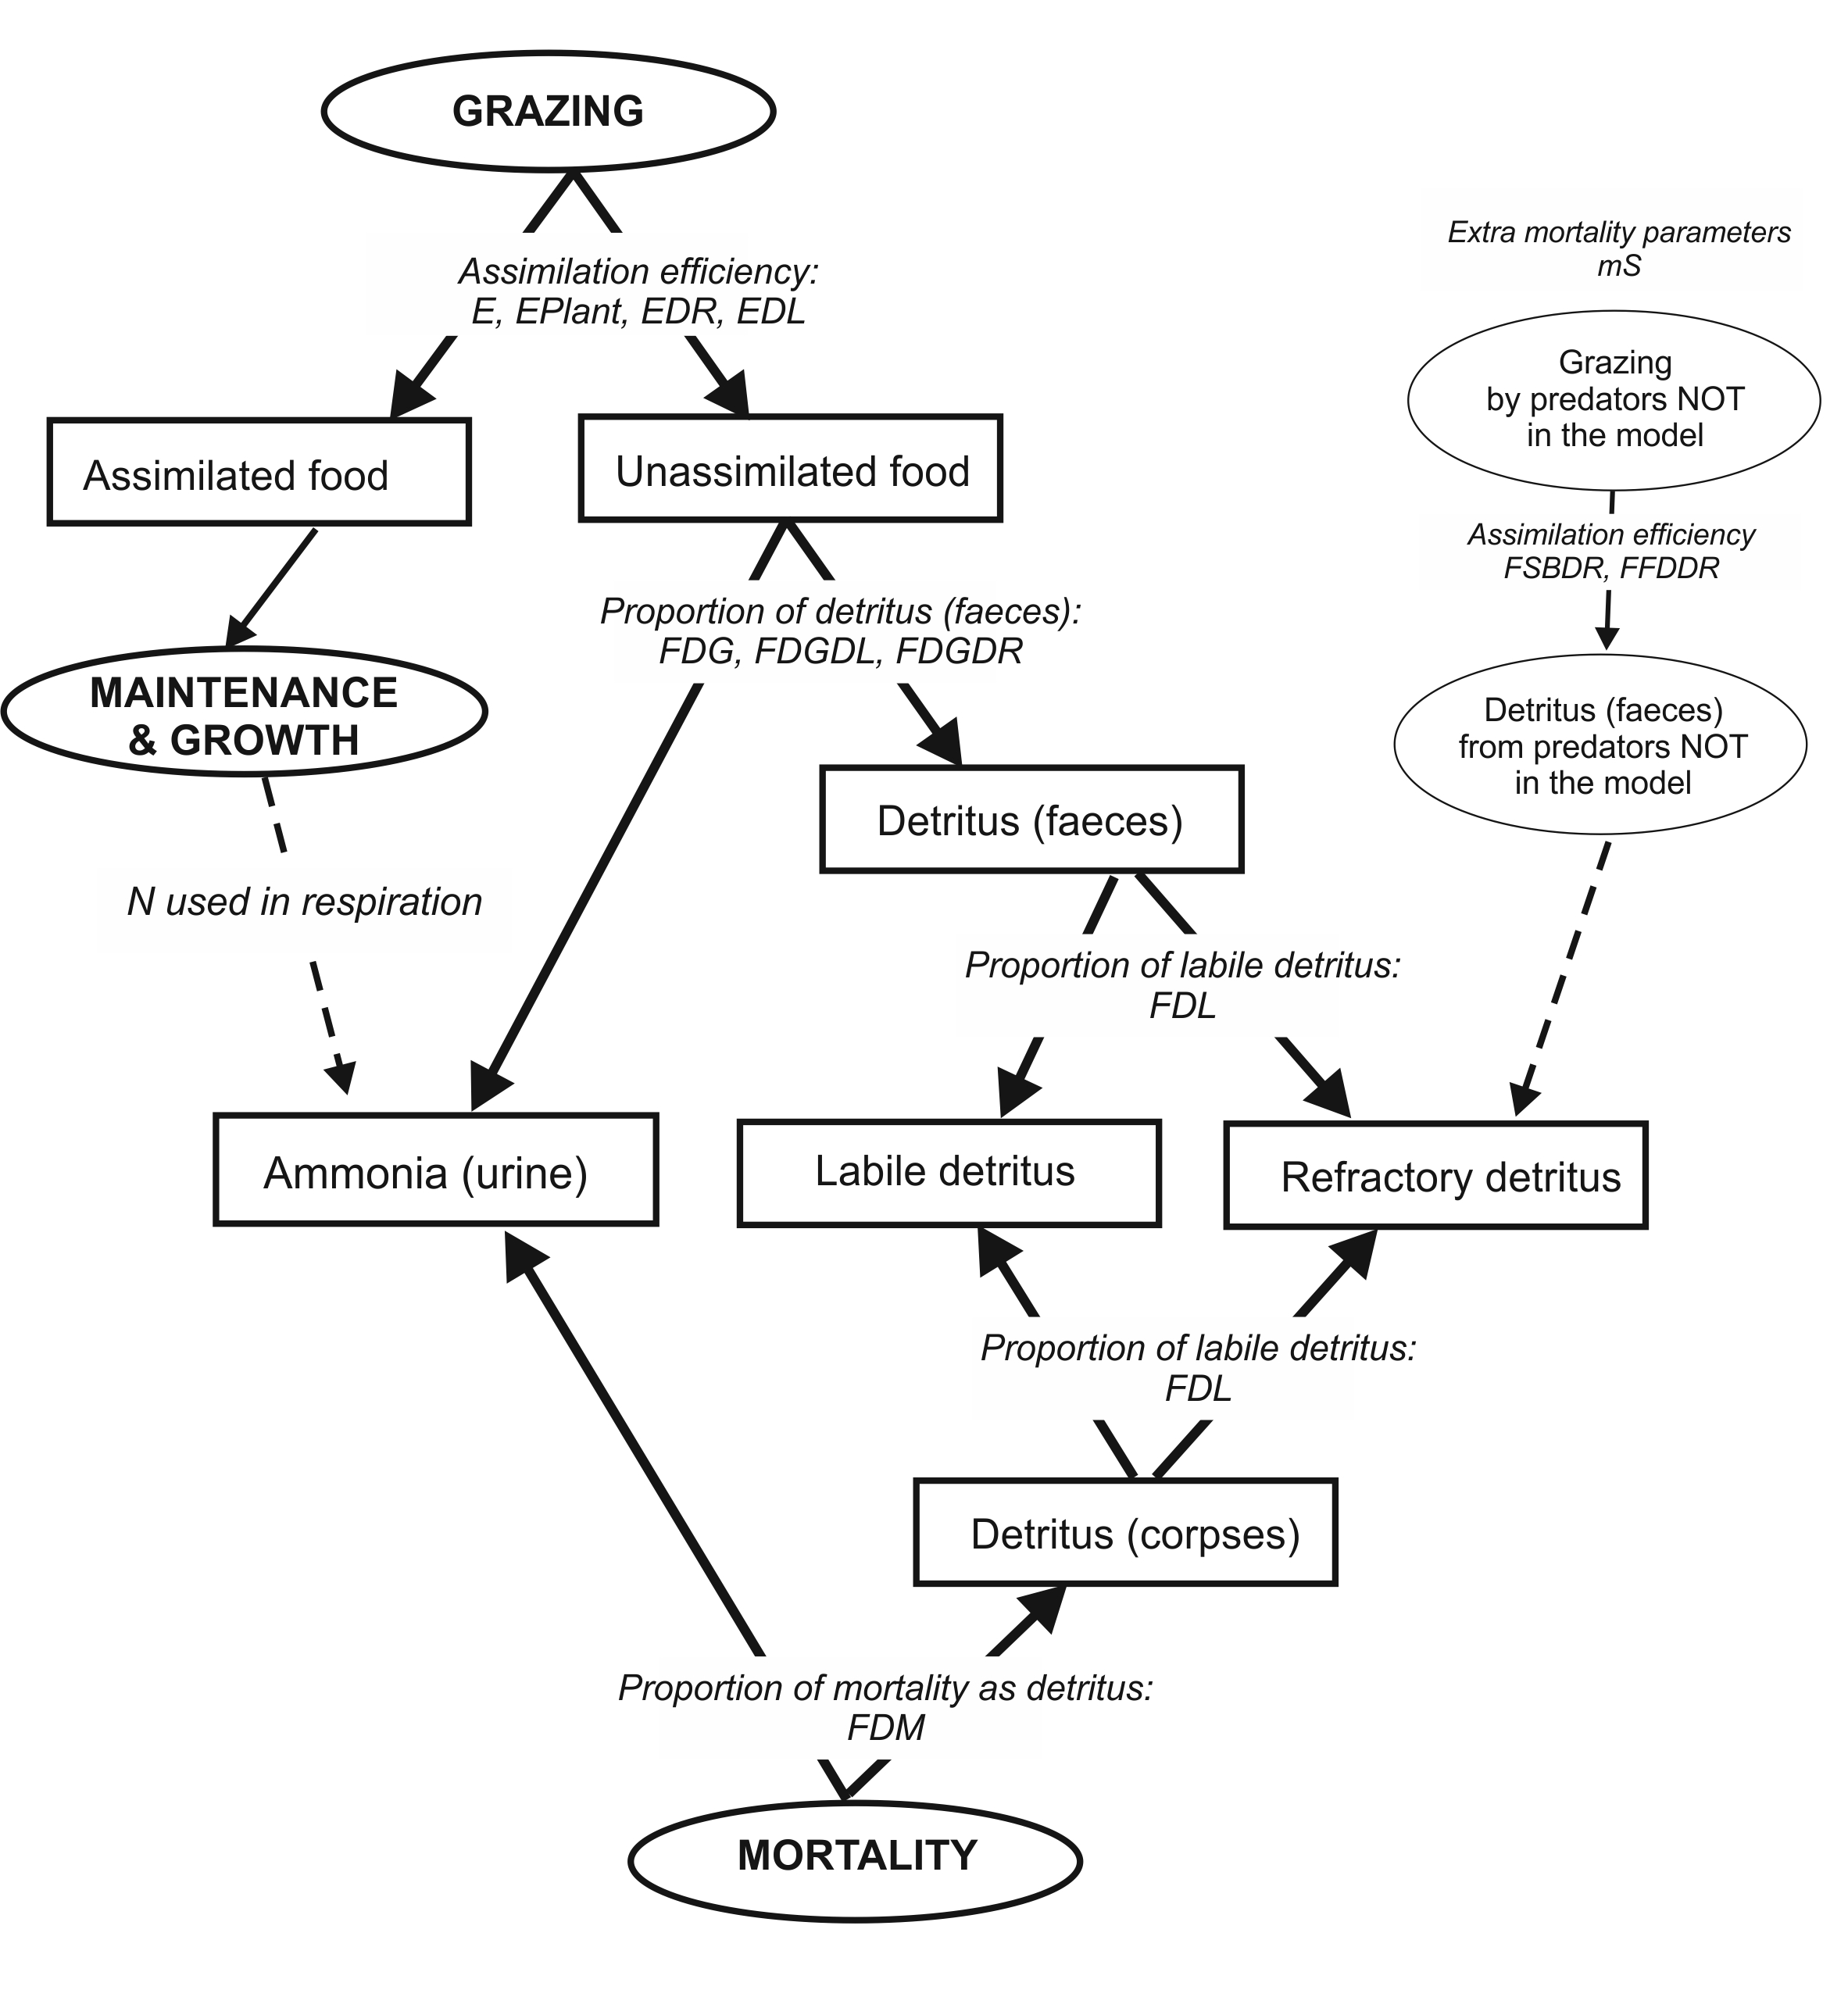 GRAZING
Extra mortality parameters
mS
Assimilation efficiency:
E, EPlant, EDR, EDL
Grazing
by predators NOT
in the model
Assimilated food
Unassimilated food
Assimilation efficiency
FSBDR, FFDDR
Proportion of detritus (faeces):
FDG, FDGDL, FDGDR
MAINTENANCE
& GROWTH
Detritus (faeces)
from predators NOT
in the model
Detritus (faeces)
N used in respiration
Proportion of labile detritus:
FDL
Ammonia (urine)
Labile detritus
Refractory detritus
Proportion of labile detritus:
FDL
Detritus (corpses)
Proportion of mortality as detritus:
FDM
MORTALITY